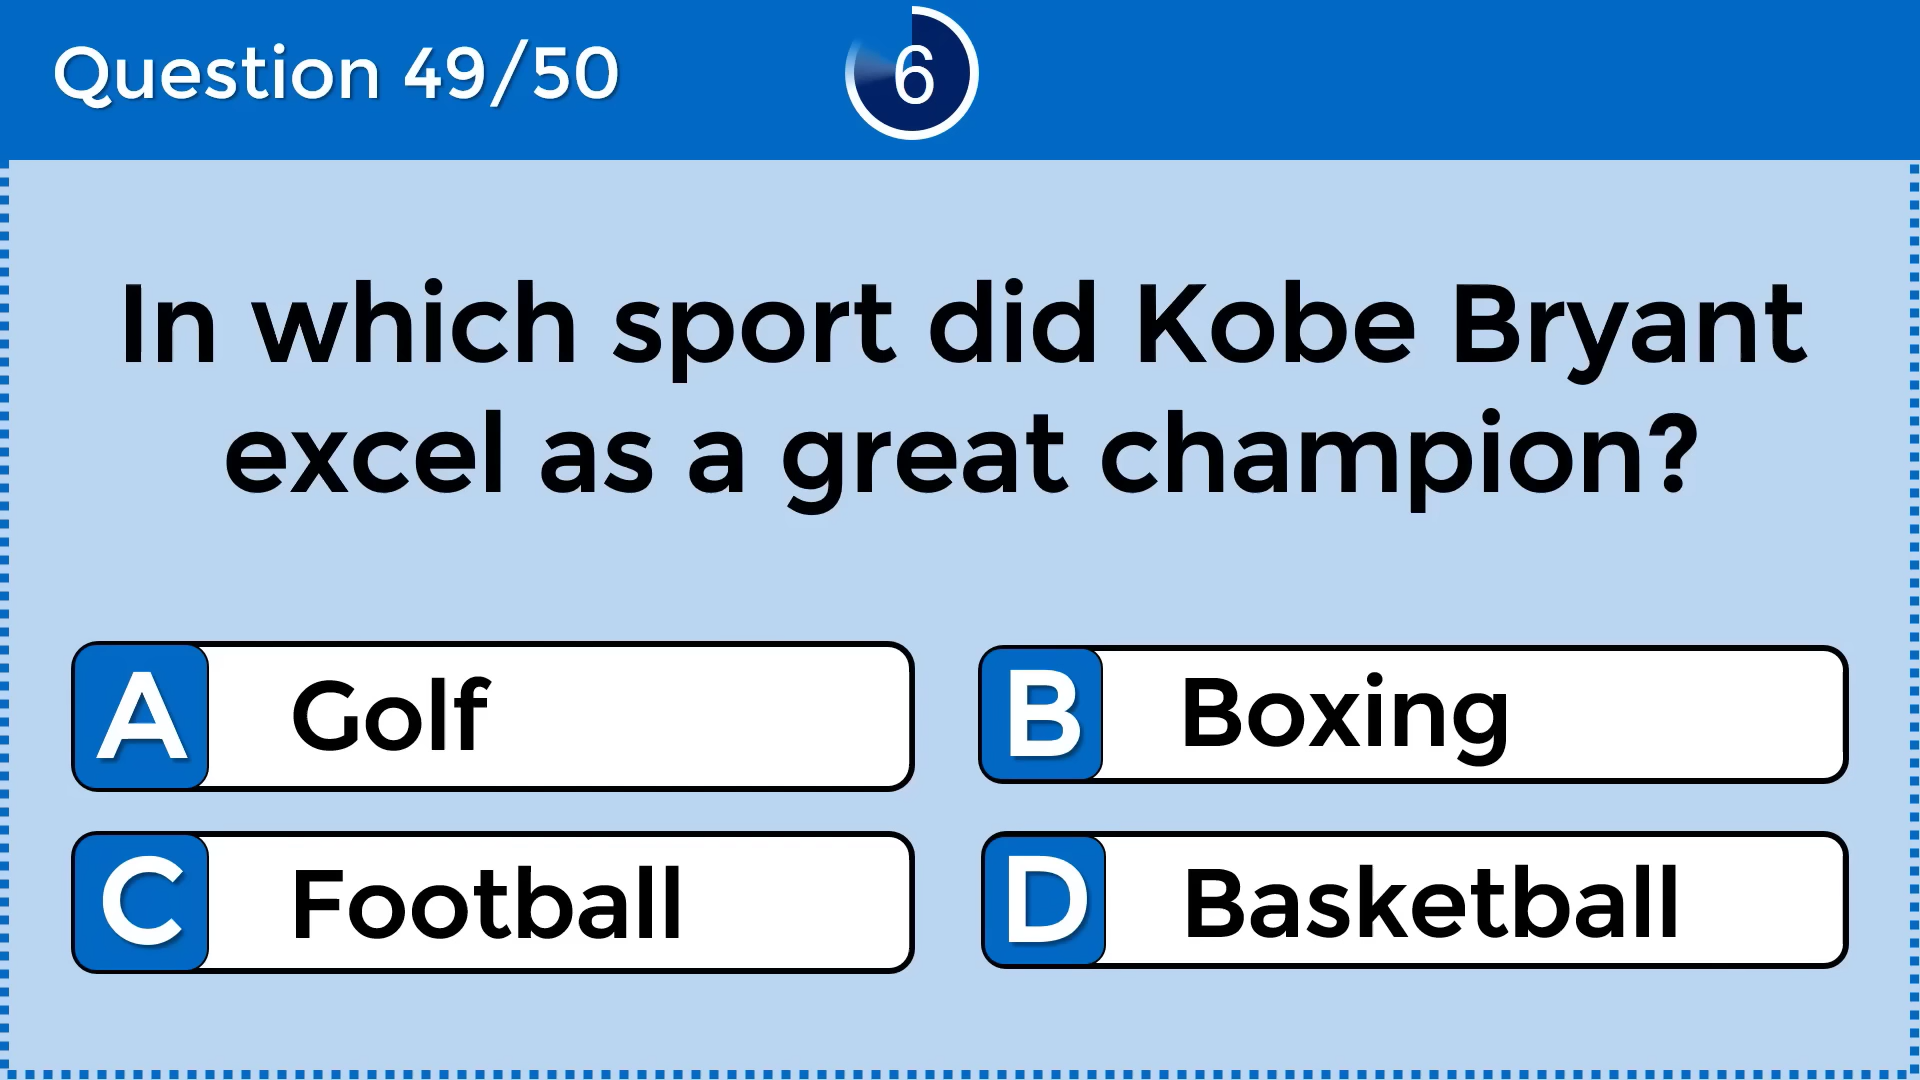 Question 49/50
6
In which sport did Kobe Bryant
excel as a great champion?
A Golf
B Boxing
C Football
D Basketball